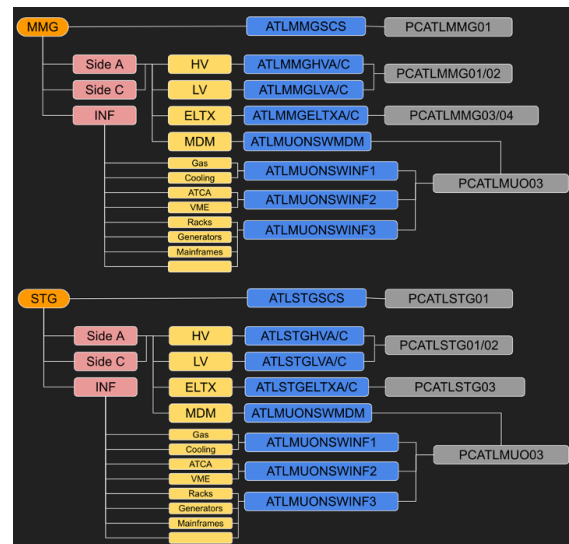 MMG ATLMMGSCS PCATLMMG01
Side A HV ATLMMGHVA/C
PCATLMMG01/02
Side C LV ATLMMGLVA/C
INF ELTX ATLMMGELTXA/C PCATLMMG03/04
MDM ATLMUONSWMDM
Gas
ATLMUONSWINF1
Cooling
PCATLMUO03
ATCA
ATLMUONSWINF2
VME
Racks
ATLMUONSWINF3
Generators
Mainframes
STG ATLSTGSCS PCATLSTG01
Side A HV ATLSTGHVA/C
PCATLSTG01/02
Side C LV ATLSTGLVA/C
INF ELTX ATLSTGELTXA/C PCATLSTG03
MDM ATLMUONSWMDM
Gas
ATLMUONSWINF1
Cooling
PCATLMUO03
ATCA
ATLMUONSWINF2
VME
Racks
ATLMUONSWINF3
Generators
Mainframes